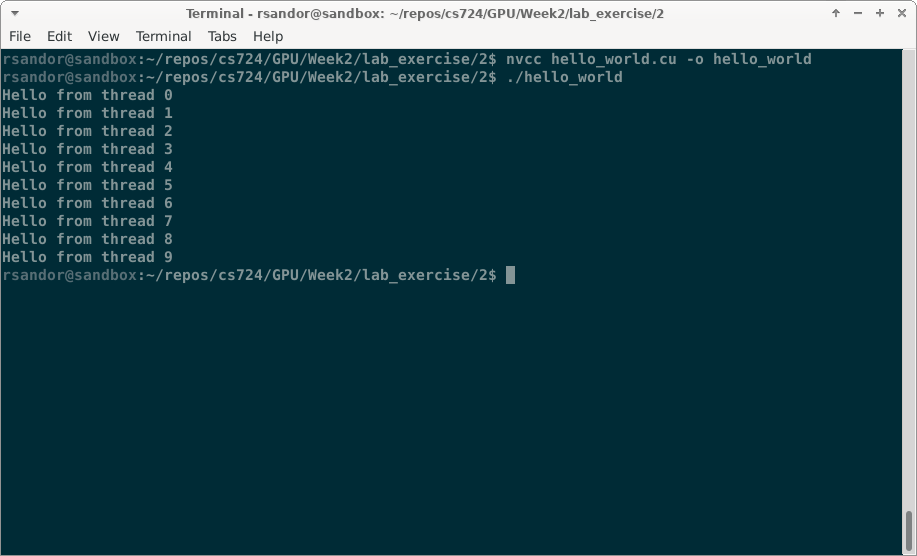 Terminal - rsandor@sandbox: ~/repos/cs724/GPU/Week2/lab_exercise/2
File Edit View Terminal Tabs Help
rsandor@sandbox:~/repos/cs724/GPU/Week2/lab_exercise/2$ nvcc hello_world.cu -o hello_world
rsandor@sandbox:~/repos/cs724/GPU/Week2/lab_exercise/2$ ./hello_world
Hello from thread 0
Hello from thread 1
Hello from thread 2
Hello from thread 3
Hello from thread 4
Hello from thread 5
Hello from thread 6
Hello from thread 7
Hello from thread 8
Hello from thread 9
rsandor@sandbox:~/repos/cs724/GPU/Week2/lab_exercise/2$